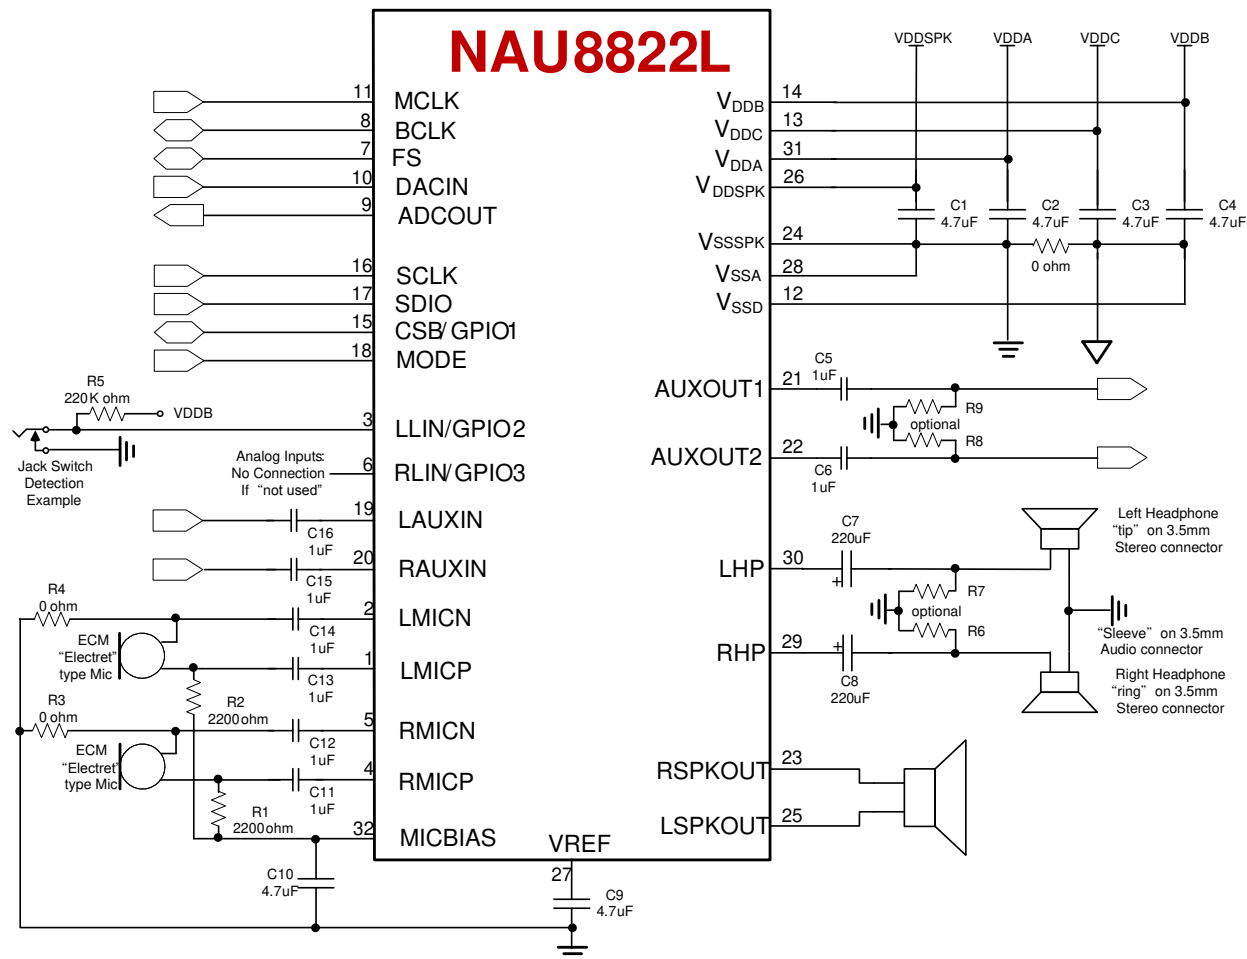 NAU8822L
VDDSPK
VDDA
VDDC
VDDB
11
MCLK
8
BCLK
7
FS
10
DACIN
9
ADCOUT
16
SCLK
17
SDIO
15
CSB/GPIO1
18
MODE
3
LLIN/GPIO2
6
RLIN/GPIO3
19
LAUXIN
20
RAUXIN
2
LMICN
1
LMICP
5
RMICN
4
RMICP
32
MICBIAS
VREF
27
VDDB
14
VDDC
13
VDDA
31
VDDSPK
26
VSSSPK
24
VSSA
28
VSSD
12
AUXOUT1
21
AUXOUT2
22
LHP
30
RHP
29
RSPKOUT
23
LSPKOUT
25
C1
4.7uF
C2
4.7uF
C3
4.7uF
C4
4.7uF
0 ohm
C5
1uF
R9
optional
R8
C6
1uF
C7
220uF
+
R7
optional
R6
+
C8
220uF
Left Headphone
“tip” on 3.5mm
Stereo connector
“Sleeve” on 3.5mm
Audio connector
Right Headphone
“ring” on 3.5mm
Stereo connector
R5
220K ohm
VDDB
Jack Switch
Detection
Example
Analog Inputs:
No Connection
If “not used”
C16
1uF
C15
1uF
R4
0 ohm
C14
1uF
ECM
“Electret”
type Mic
C13
1uF
R3
0 ohm
R2
2200 ohm
C12
1uF
ECM
“Electret”
type Mic
C11
1uF
R1
2200 ohm
C10
4.7uF
C9
4.7uF